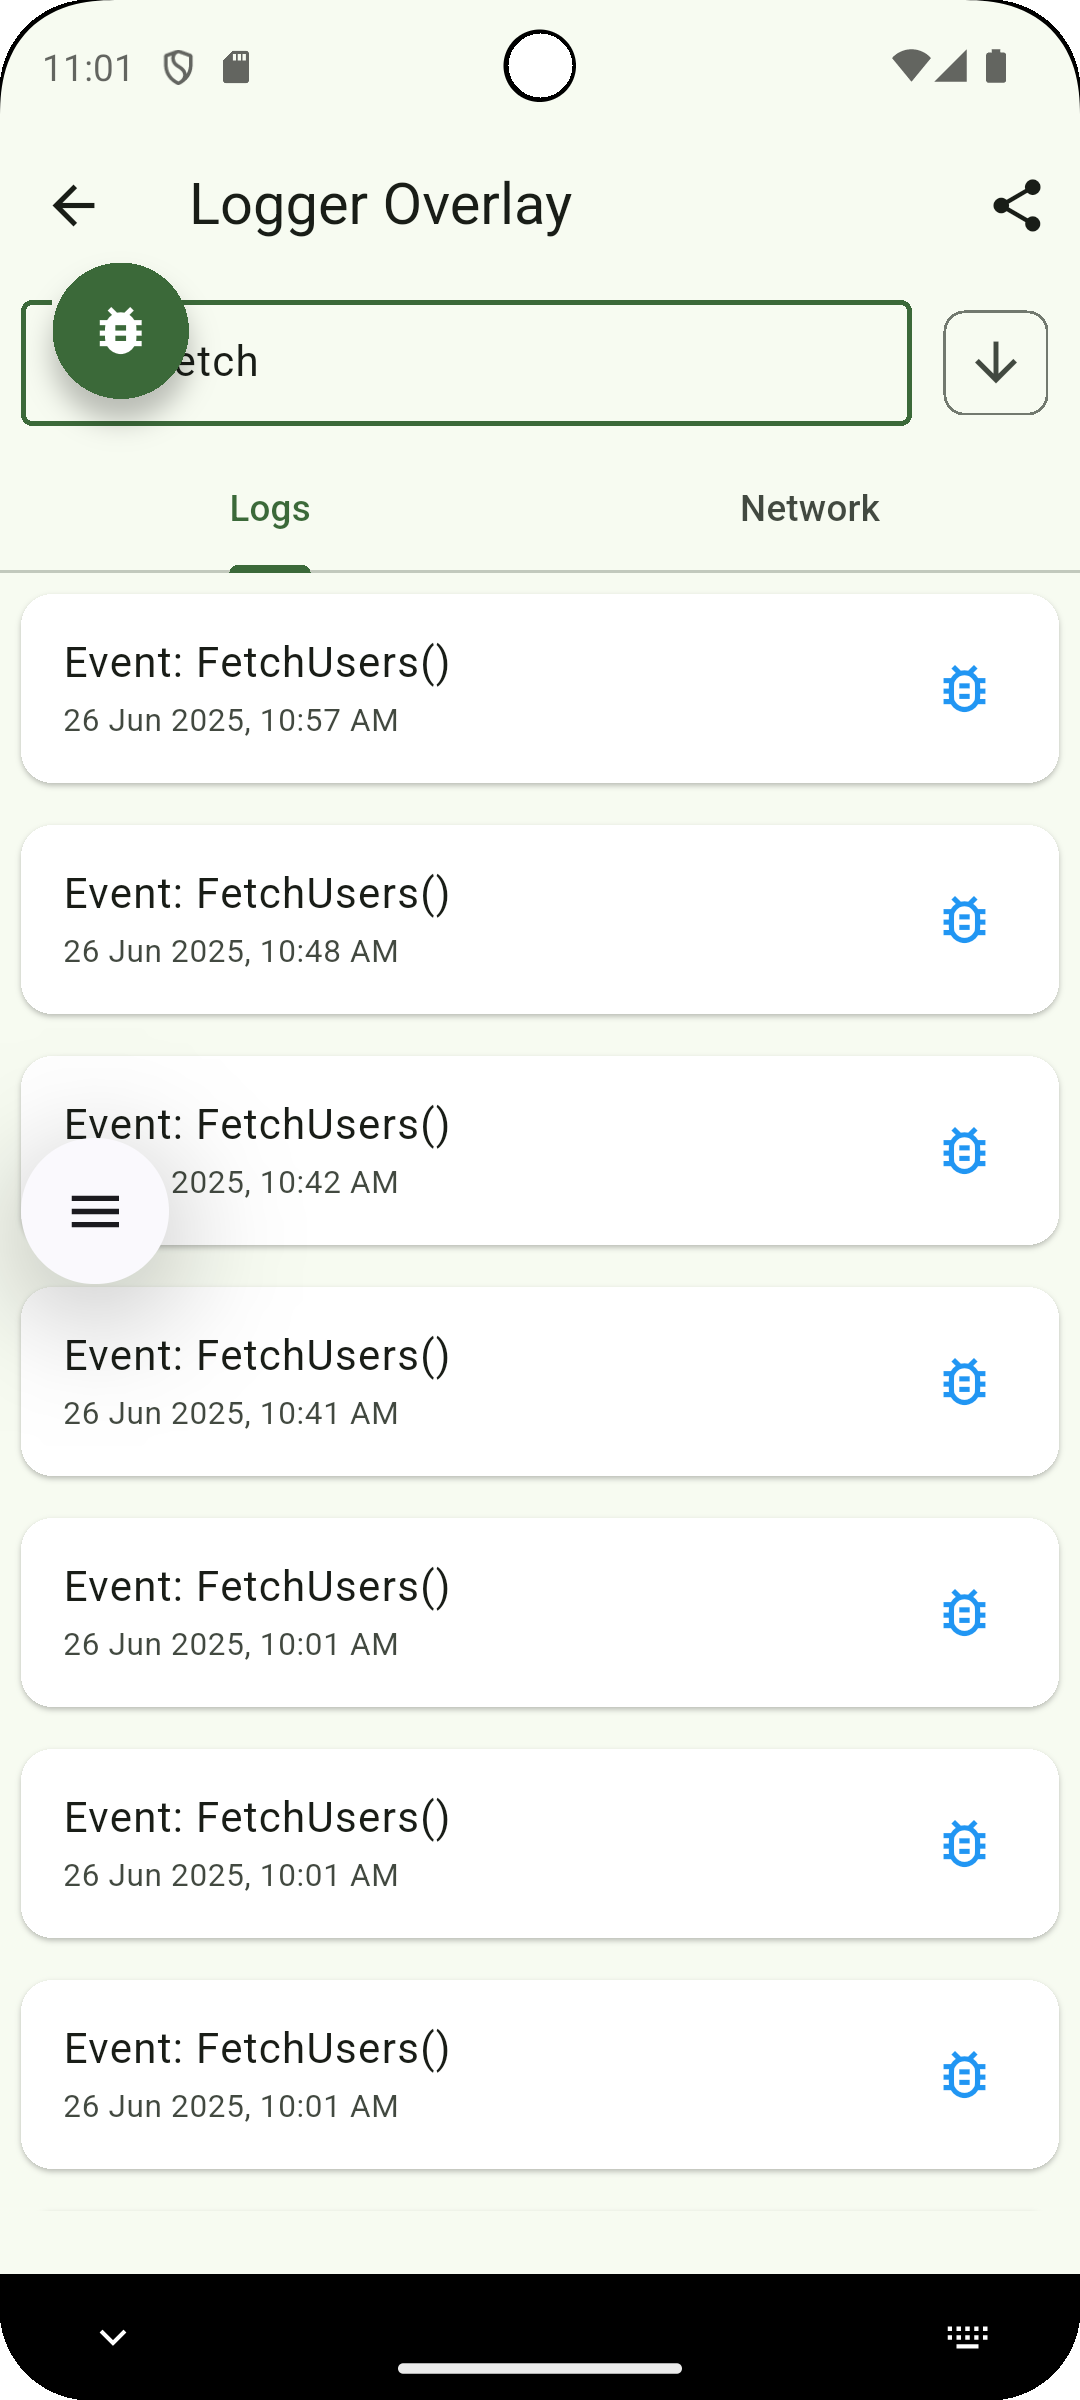 11:01
Logger Overlay
etch
Logs
Network
Event: FetchUsers()
26 Jun 2025, 10:57 AM
Event: FetchUsers()
26 Jun 2025, 10:48 AM
Event: FetchUsers()
2025, 10:42 AM
Event: FetchUsers()
26 Jun 2025, 10:41 AM
Event: FetchUsers()
26 Jun 2025, 10:01 AM
Event: FetchUsers()
26 Jun 2025, 10:01 AM
Event: FetchUsers()
26 Jun 2025, 10:01 AM